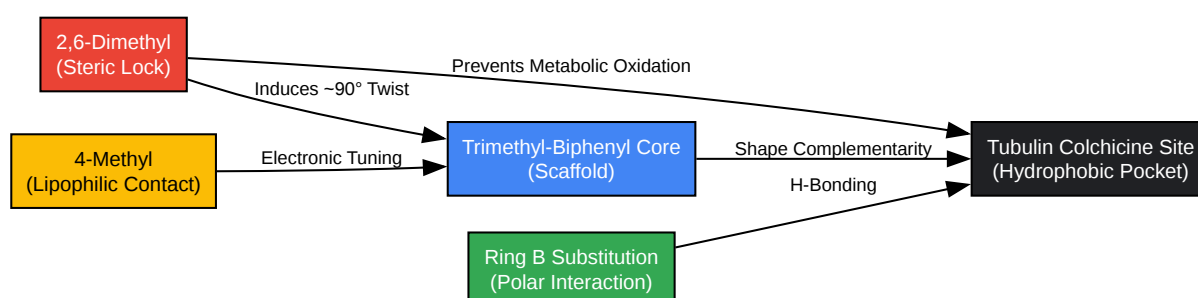 2,6-Dimethyl
(Steric Lock)
Prevents Metabolic Oxidation
Induces ~90° Twist
4-Methyl
(Lipophilic Contact)
Electronic Tuning
Trimethyl-Biphenyl Core
(Scaffold)
Shape Complementarity
Tubulin Colchicine Site
(Hydrophobic Pocket)
H-Bonding
Ring B Substitution
(Polar Interaction)